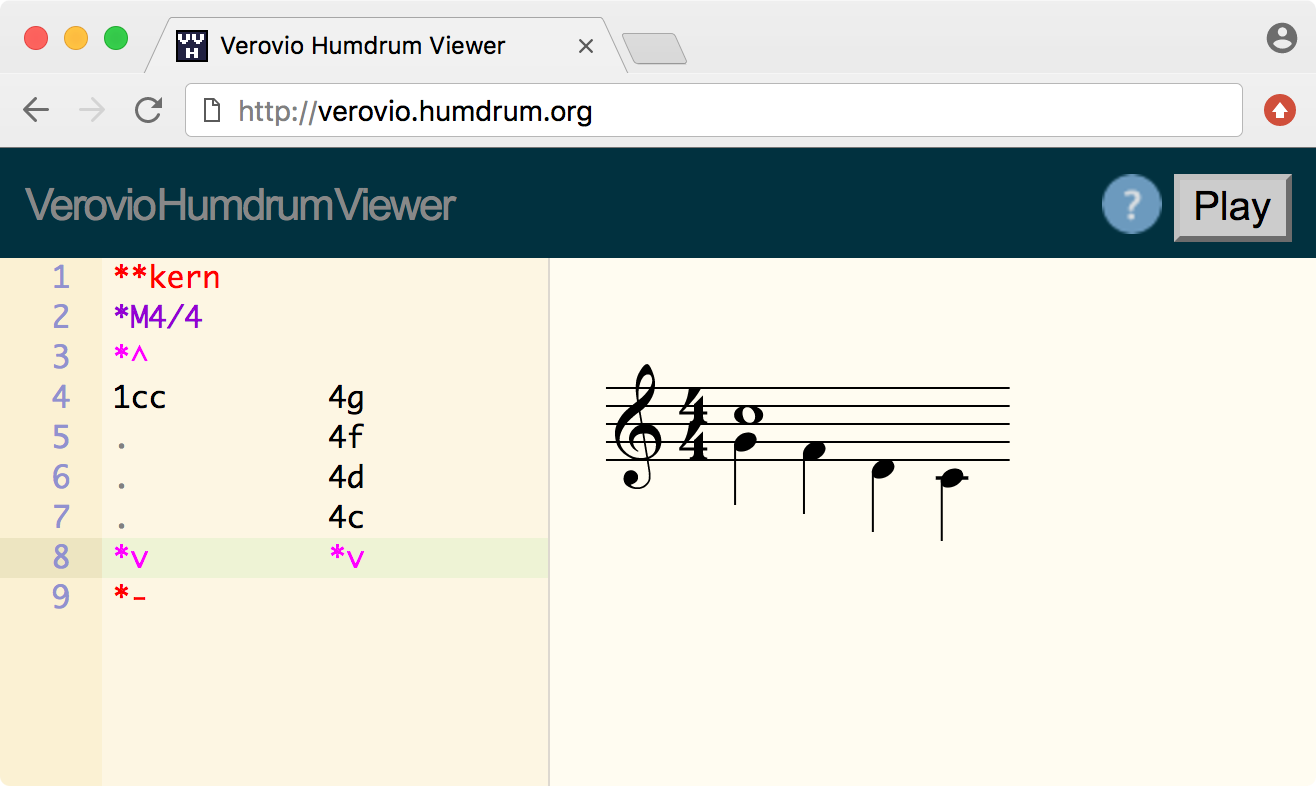 Verovio Humdrum Viewer
http://verovio.humdrum.org
VerovioHumdrumViewer ? Play
1 **kern
2 *M4/4
3 *^
4 1cc 4g
5 . 4f
6 . 4d
7 . 4c
8 *v *v
9 *-
4
4